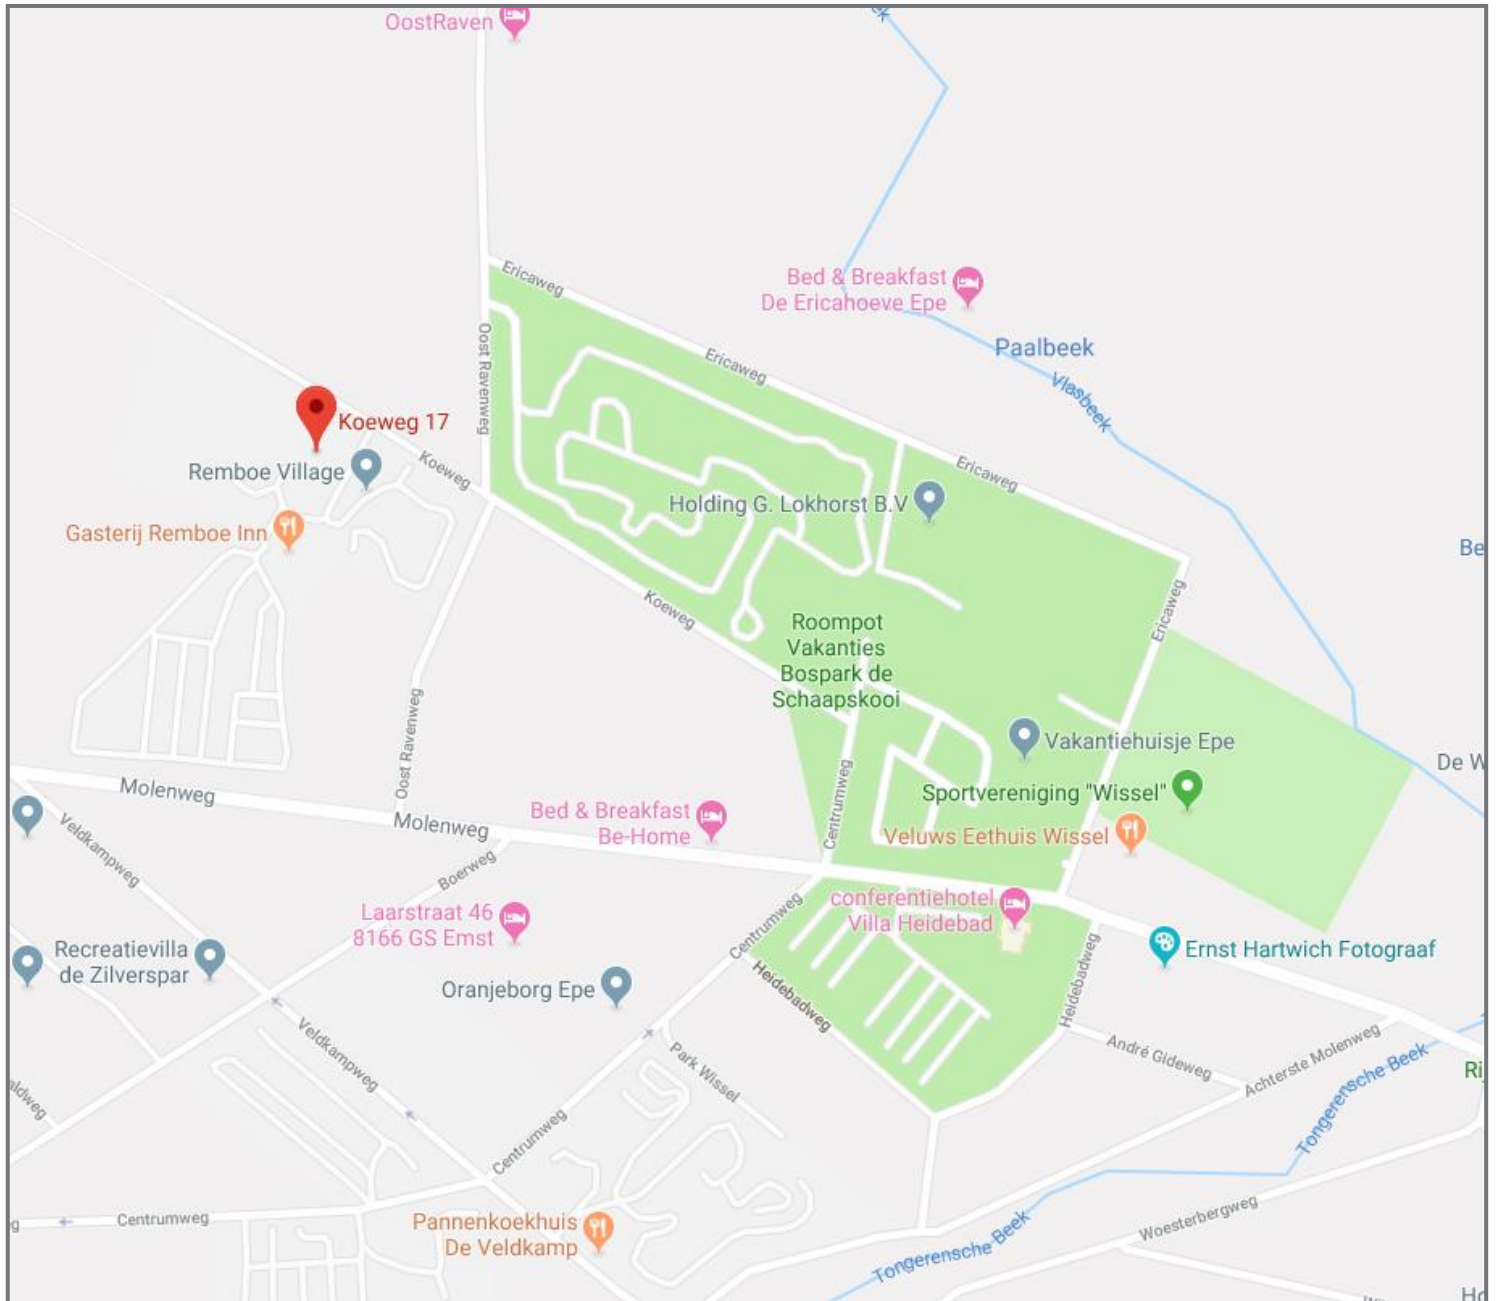 OostRaven
Ericaweg
Bed & Breakfast
De Ericahoeve Epe
Oost Ravenweg
Ericaweg
Paalbeek
Vlasbeek
Koeweg 17
Koeweg
Remboe Village
Ericaweg
Holding G. Lokhorst B.V
Gasterij Remboe Inn
Be
Koeweg
Ericaweg
Roompot
Vakanties
Bospark de
Schaapskooi
Oost Ravenweg
Vakantiehuisje Epe
De W
Molenweg
Sportvereniging "Wissel"
Centrumweg
Bed & Breakfast
Be-Home
Molenweg
Veluws Eethuis Wissel
Veldkampweg
Boerweg
conferentiehotel
Villa Heidebad
Laarstraat 46
8166 GS Emst
Centrumweg
Recreatievilla
de Zilverspar
Ernst Hartwich Fotograaf
Heidebadweg
Heidebadweg
Oranjeborg Epe
Veldkampweg
André Gideweg
Achterste Molenweg
Park Wissel
Tongerensche Beek
Ri
aldweg
Centrumweg
Centrumweg
Pannenkoekhuis
De Veldkamp
Woesterbergweg
Tongerensche Beek